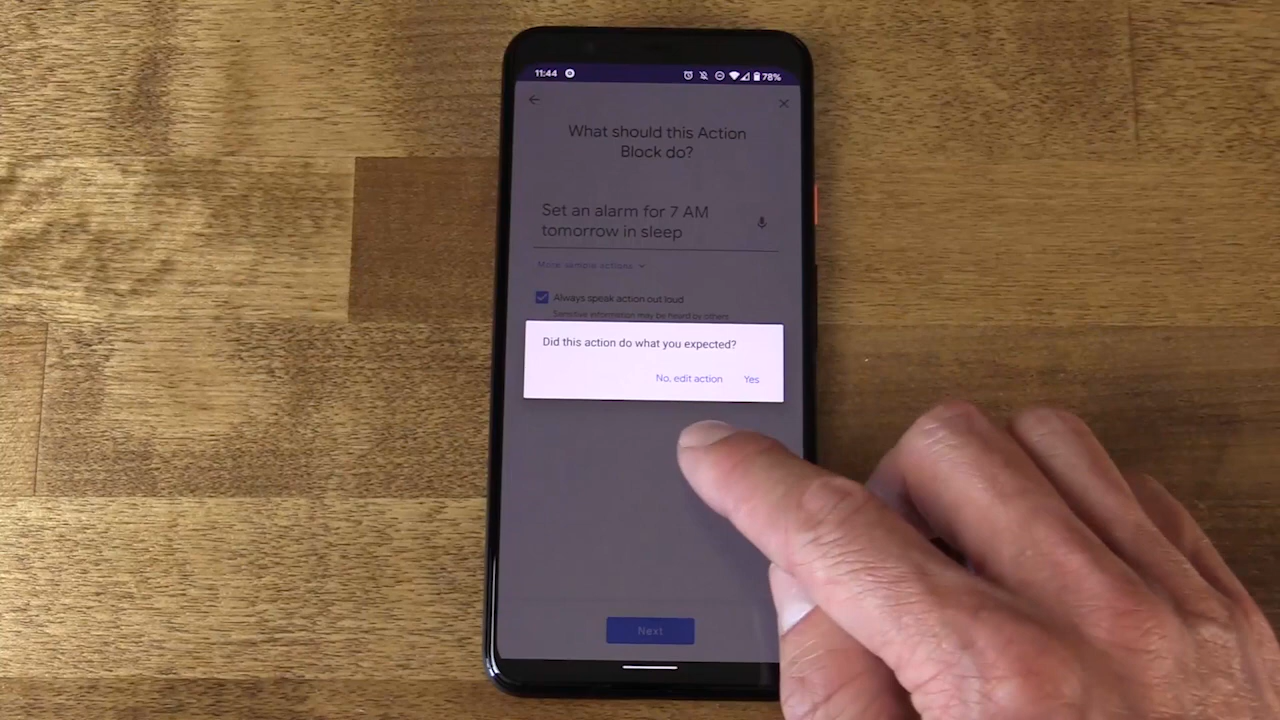 11:44
78%
What should this Action
Block do?
Set an alarm for 7 AM
tomorrow in sleep
More sample actions
Always speak action out loud
Sensitive information may be heard by others
Did this action do what you expected?
No, edit action Yes
Next